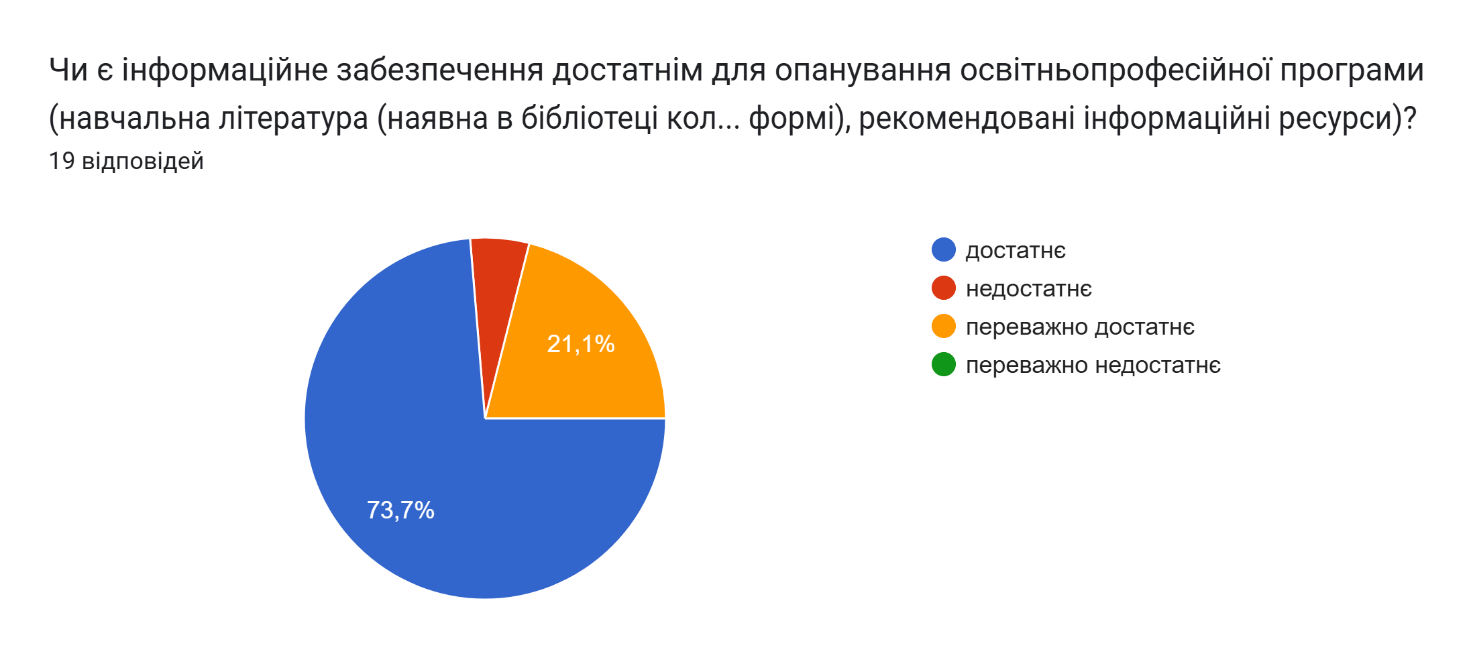 Чи є інформаційне забезпечення достатнім для опанування освітньопрофесійної програми
(навчальна література (наявна в бібліотеці кол... формі), рекомендовані інформаційні ресурси)?
19 відповідей
достатнє
недостатнє
переважно достатнє
переважно недостатнє
21,1%
73,7%